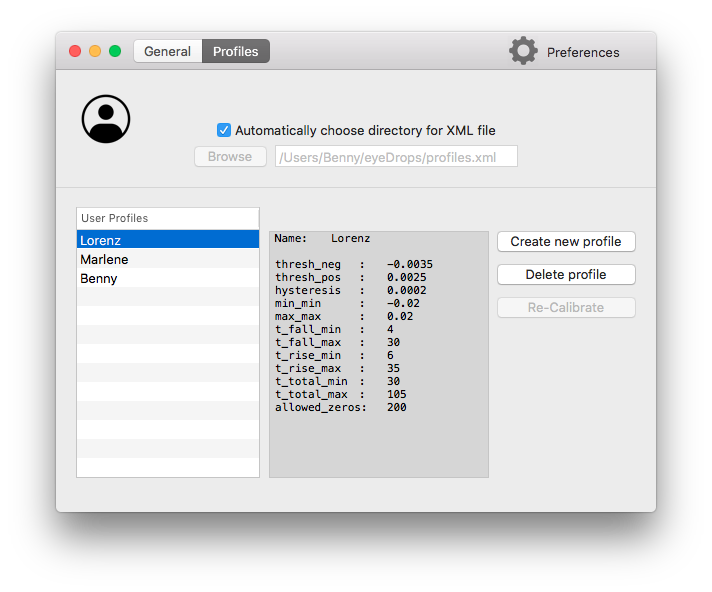 General Profiles Preferences
Automatically choose directory for XML file
Browse /Users/Benny/eyeDrops/profiles.xml
User Profiles
Lorenz
Marlene
Benny
Name: Lorenz
thresh_neg : -0.0035
thresh_pos : 0.0025
hysteresis : 0.0002
min_min : -0.02
max_max : 0.02
t_fall_min : 4
t_fall_max : 30
t_rise_min : 6
t_rise_max : 35
t_total_min : 30
t_total_max : 105
allowed_zeros: 200
Create new profile
Delete profile
Re-Calibrate